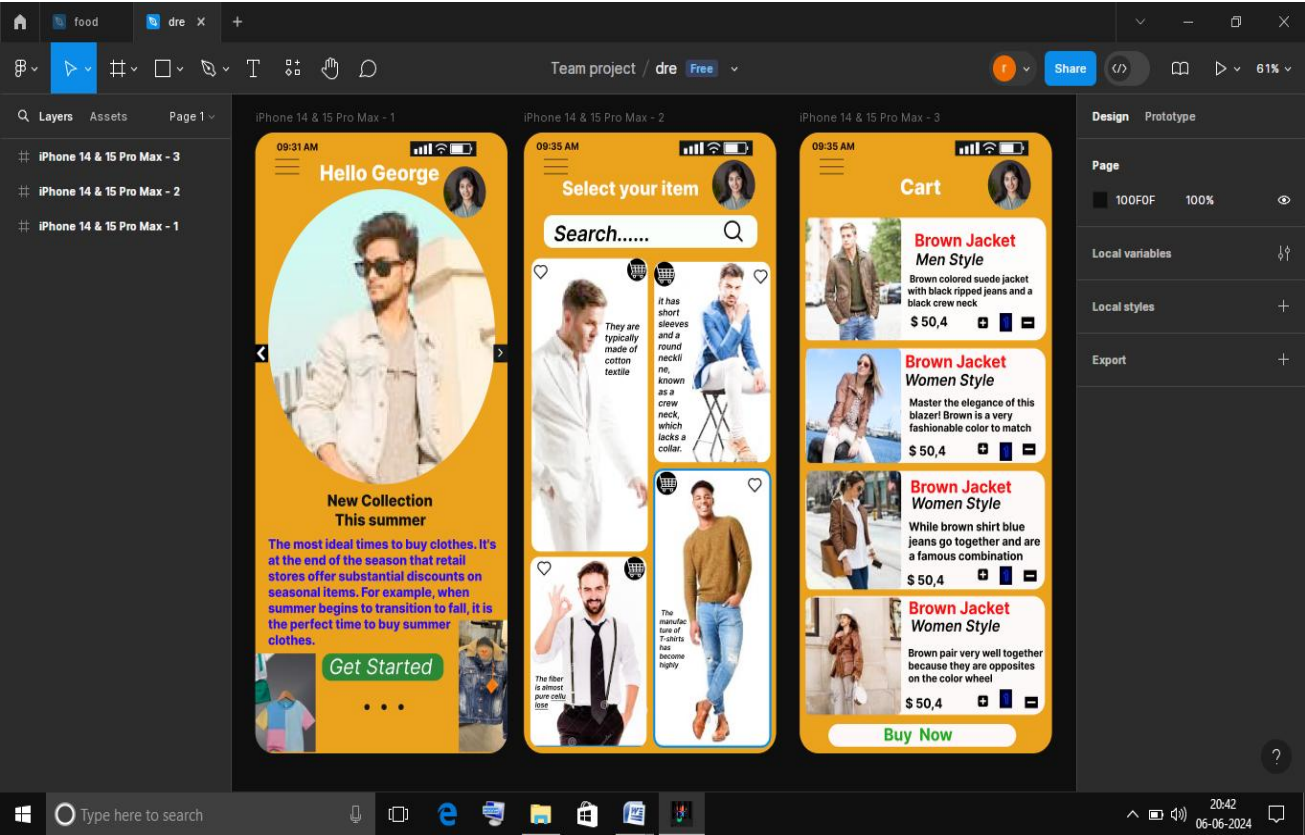 food
dre
Team project / dre Free
r
Share
61%
Layers Assets Page 1
iPhone 14 & 15 Pro Max - 3
iPhone 14 & 15 Pro Max - 2
iPhone 14 & 15 Pro Max - 1
iPhone 14 & 15 Pro Max - 1
09:31 AM
Hello George
New Collection
This summer
The most ideal times to buy clothes. It's
at the end of the season that retail
stores offer substantial discounts on
seasonal items. For example, when
summer begins to transition to fall, it is
the perfect time to buy summer
clothes.
Get Started
iPhone 14 & 15 Pro Max - 2
09:35 AM
Select your item
Search......
They are
typically
made of
cotton
textile
it has
short
sleeves
and a
round
neckli
ne,
known
as a
crew
neck,
which
lacks a
collar.
The fiber
is almost
pure cellu
lose
The
manufac
ture of
T-shirts
has
become
highly
iPhone 14 & 15 Pro Max - 3
09:35 AM
Cart
Brown Jacket
Men Style
Brown colored suede jacket
with black ripped jeans and a
black crew neck
$ 50,4
Brown Jacket
Women Style
Master the elegance of this
blazer! Brown is a very
fashionable color to match
$ 50,4
Brown Jacket
Women Style
While brown shirt blue
jeans go together and are
a famous combination
$ 50,4
Brown Jacket
Women Style
Brown pair very well together
because they are opposites
on the color wheel
$ 50,4
Buy Now
Design Prototype
Page
100F0F 100%
Local variables
Local styles
Export
?
Type here to search
20:42
06-06-2024